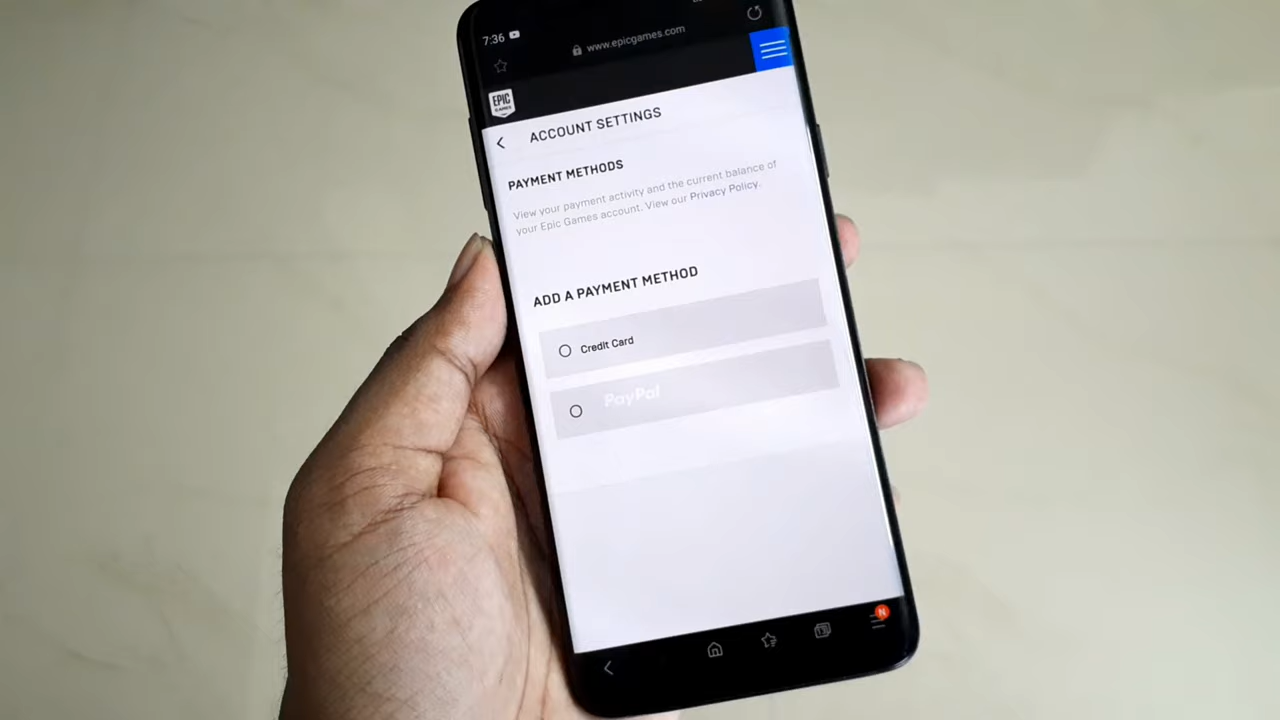 7:36
www.epicgames.com
EPIC
GAMES
ACCOUNT SETTINGS
PAYMENT METHODS
View your payment activity and the current balance of
your Epic Games account. View our Privacy Policy.
ADD A PAYMENT METHOD
Credit Card
PayPal
N